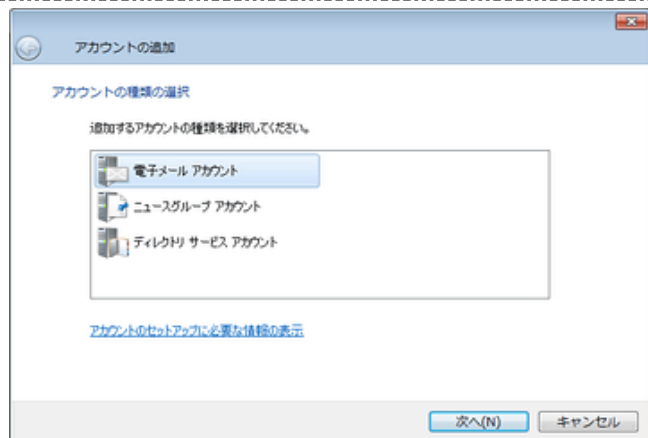 アカウントの追加
アカウントの種類の選択
追加するアカウントの種類を選択してください。
電子メール アカウント
ニュースグループ アカウント
ディレクトリ サービス アカウント
アカウントのセットアップに必要な情報の表示
次へ(N)
キャンセル